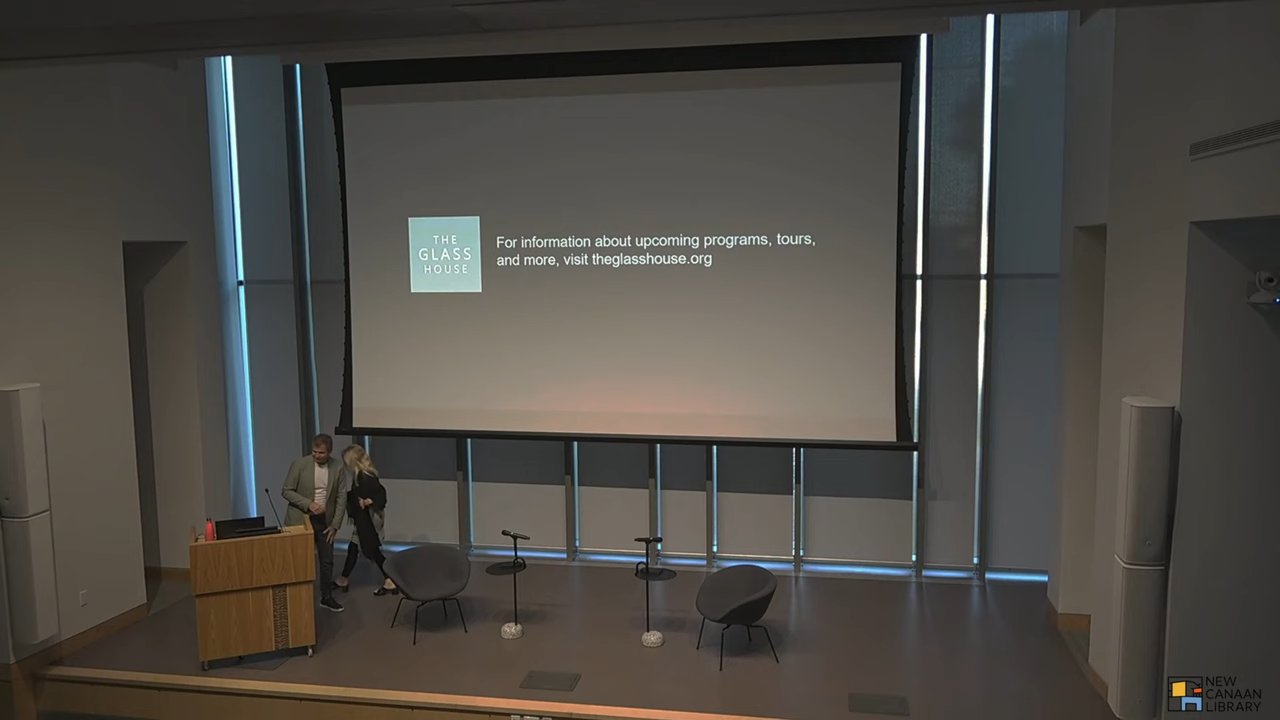 THE
GLASS
HOUSE
For information about upcoming programs, tours,
and more, visit theglasshouse.org
NEW
CANAAN
LIBRARY